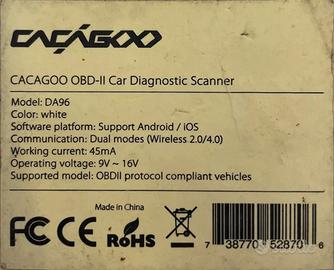 CACAGOO
CACAGOO OBD-II Car Diagnostic Scanner
Model: DA96
Color: white
Software platform: Support Android / iOS
Communication: Dual modes (Wireless 2.0/4.0)
Working current: 45mA
Operating voltage: 9V ~ 16V
Supported model: OBDII protocol compliant vehicles
Made in China
FC CE RoHS
7 38770 52870 6